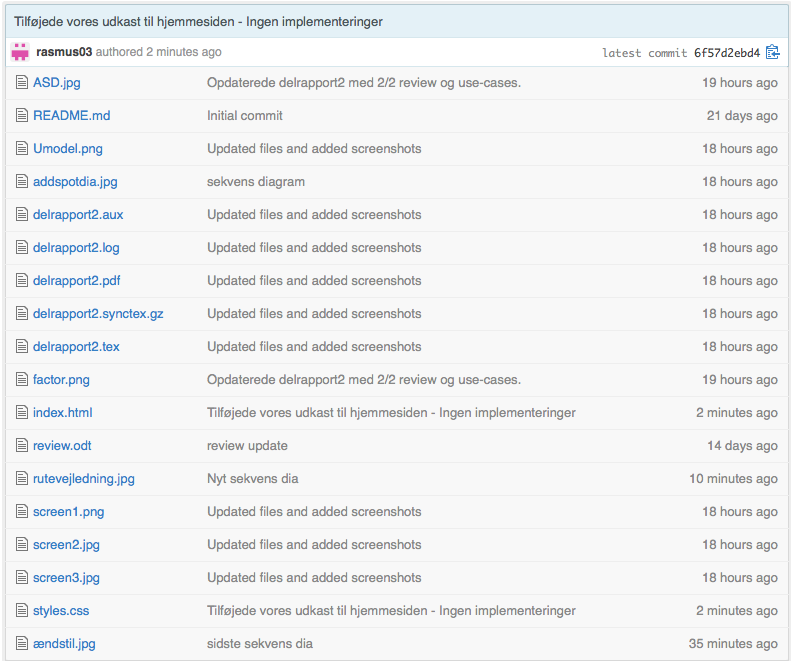 Tilføjede vores udkast til hjemmesiden - Ingen implementeringer
rasmus03 authored 2 minutes ago latest commit 6f57d2ebd4
ASD.jpg Opdaterede delrapport2 med 2/2 review og use-cases. 19 hours ago
README.md Initial commit 21 days ago
Umodel.png Updated files and added screenshots 18 hours ago
addspotdia.jpg sekvens diagram 18 hours ago
delrapport2.aux Updated files and added screenshots 18 hours ago
delrapport2.log Updated files and added screenshots 18 hours ago
delrapport2.pdf Updated files and added screenshots 18 hours ago
delrapport2.synctex.gz Updated files and added screenshots 18 hours ago
delrapport2.tex Updated files and added screenshots 18 hours ago
factor.png Opdaterede delrapport2 med 2/2 review og use-cases. 19 hours ago
index.html Tilføjede vores udkast til hjemmesiden - Ingen implementeringer 2 minutes ago
review.odt review update 14 days ago
rutevejledning.jpg Nyt sekvens dia 10 minutes ago
screen1.png Updated files and added screenshots 18 hours ago
screen2.jpg Updated files and added screenshots 18 hours ago
screen3.jpg Updated files and added screenshots 18 hours ago
styles.css Tilføjede vores udkast til hjemmesiden - Ingen implementeringer 2 minutes ago
ændstil.jpg sidste sekvens dia 35 minutes ago